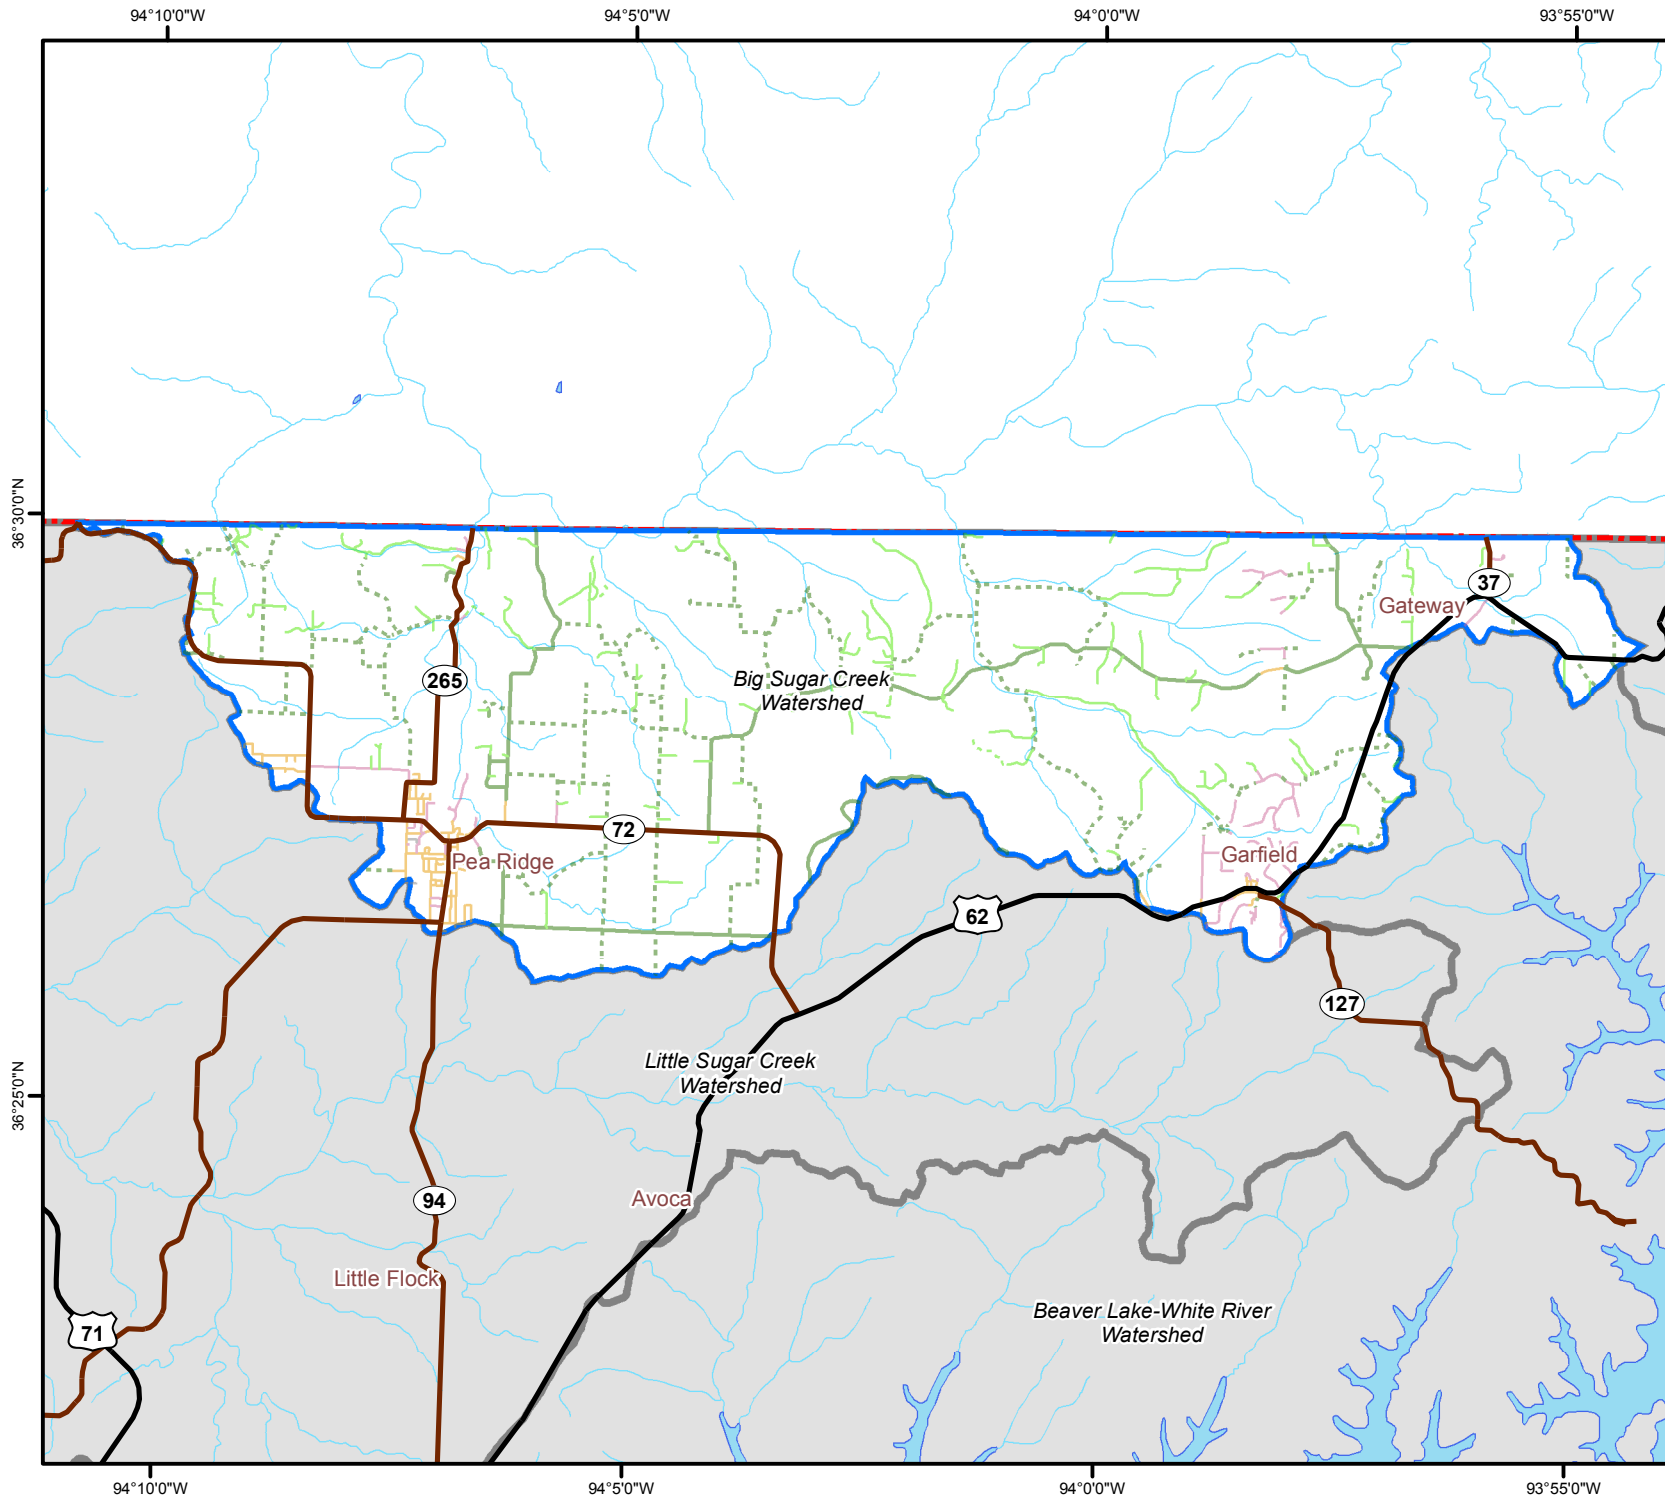 94°10'0"W
94°5'0"W
94°0'0"W
93°55'0"W
36°30'0"N
37
Gateway
265
Big Sugar Creek
Watershed
72
Pea Ridge
Garfield
62
127
Little Sugar Creek
Watershed
36°25'0"N
94
Avoca
Little Flock
71
Beaver Lake-White River
Watershed
94°10'0"W
94°5'0"W
94°0'0"W
93°55'0"W